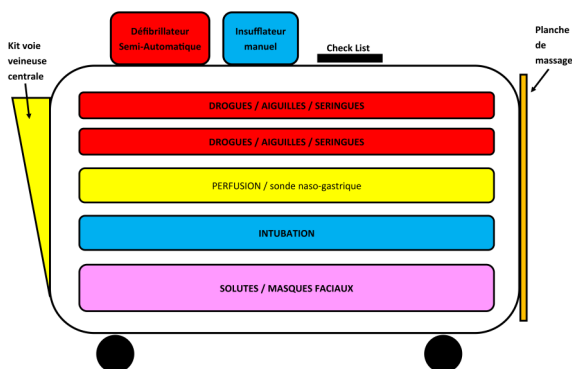 Kit voie
veineuse
centrale
Défibrillateur
Semi-Automatique
Insufflateur
manuel
Check List
Planche
de
massage
DROGUES / AIGUILLES / SERINGUES
DROGUES / AIGUILLES / SERINGUES
PERFUSION / sonde naso-gastrique
INTUBATION
SOLUTES / MASQUES FACIAUX